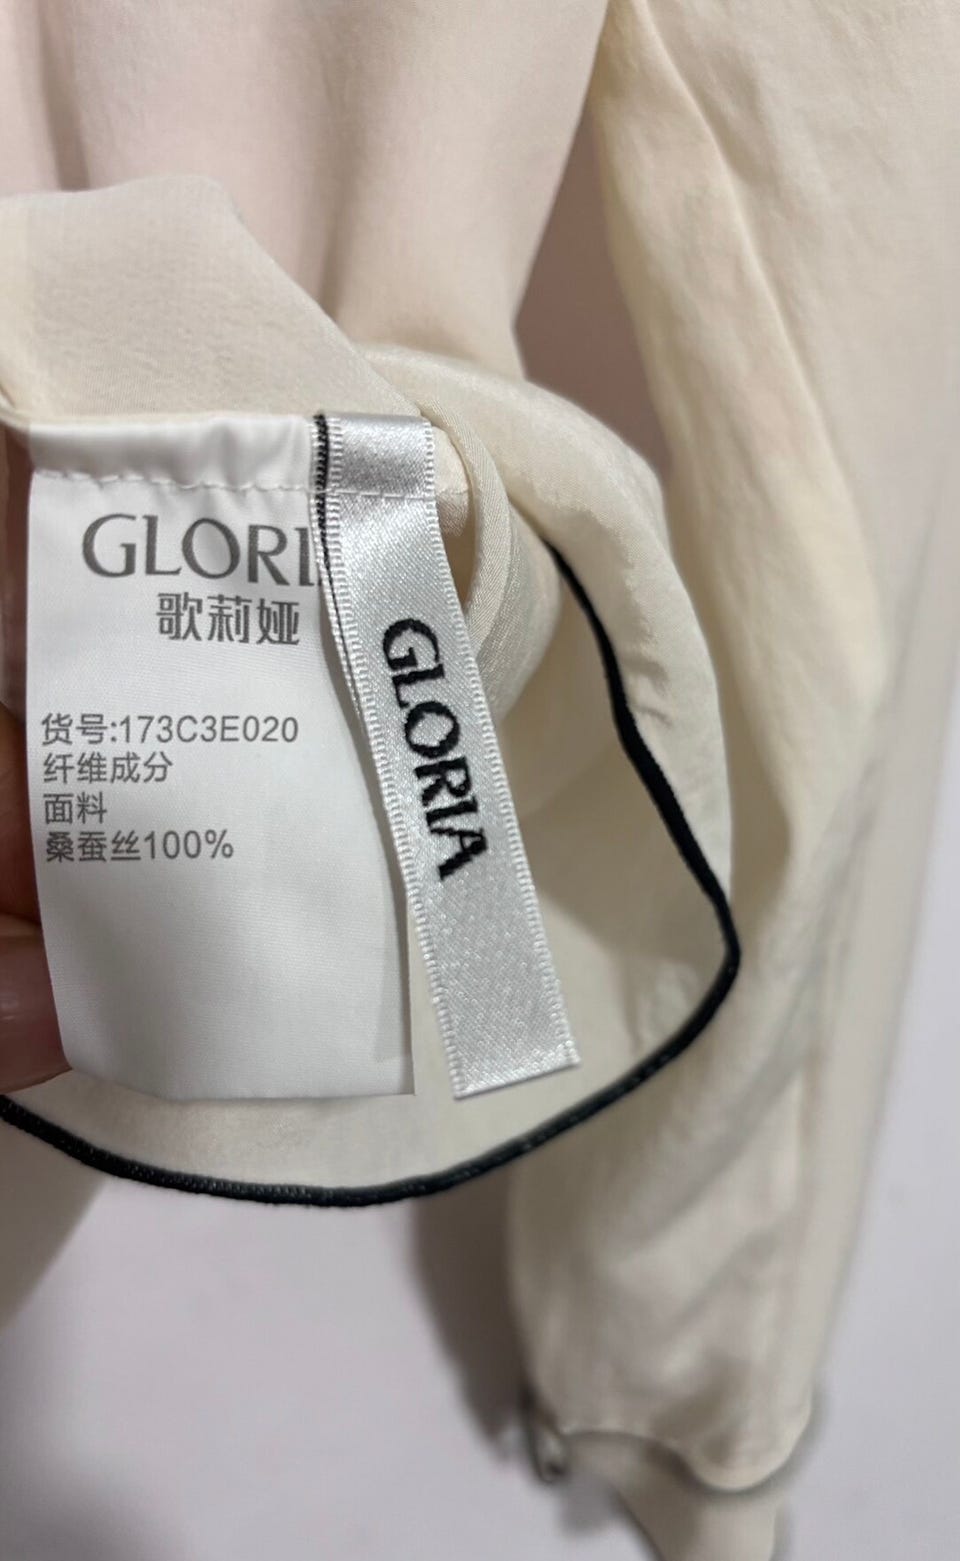 GLORI
歌莉娅
货号:173C3E020
纤维成分
面料
桑蚕丝100%
GLORIA